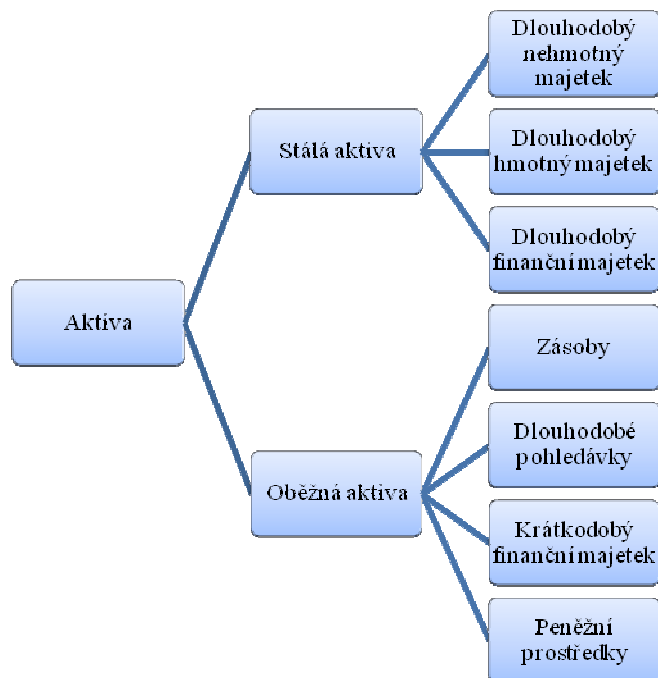 Aktiva
Stálá aktiva
Dlouhodobý
nehmotný
majetek
Dlouhodobý
hmotný majetek
Dlouhodobý
finanční majetek
Oběžná aktiva
Zásoby
Dlouhodobé
pohledávky
Krátkodobý
finanční majetek
Peněžní
prostředky